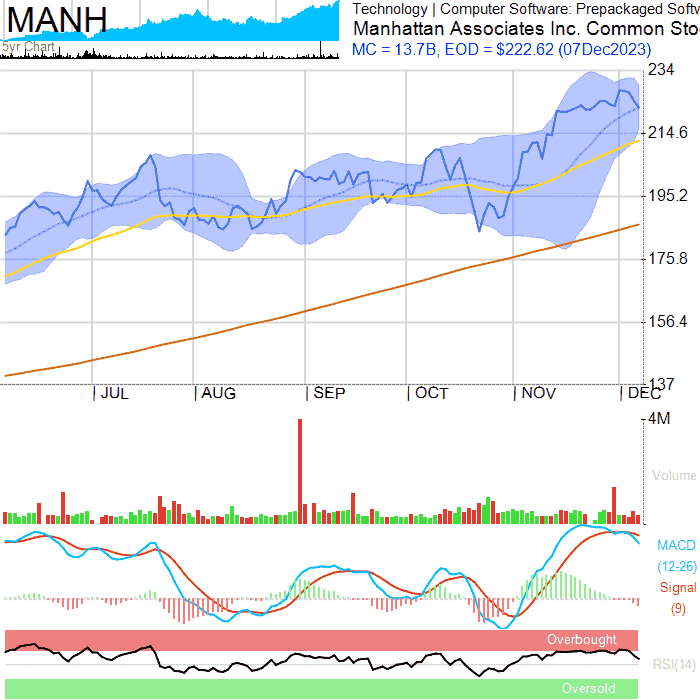 MANH
5yr Chart
Technology | Computer Software: Prepackaged Softw
Manhattan Associates Inc. Common Sto
MC = 13.7B, EOD = $222.62 (07Dec2023)
234
214.6
195.2
175.8
156.4
137
JUL
AUG
SEP
OCT
NOV
DEC
4M
Volume
MACD
(12-26)
Signal
(9)
Overbought
RSI(14)
Oversold